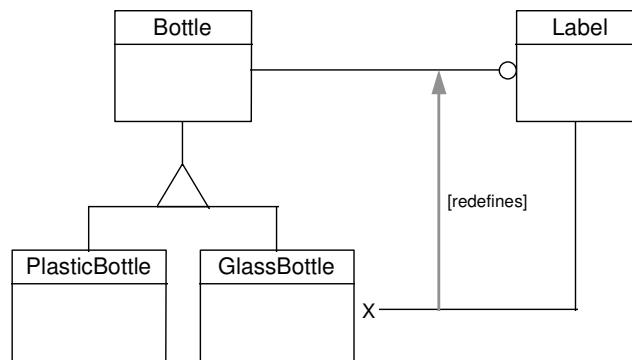 Bottle
Label
[redefines]
PlasticBottle
GlassBottle
X